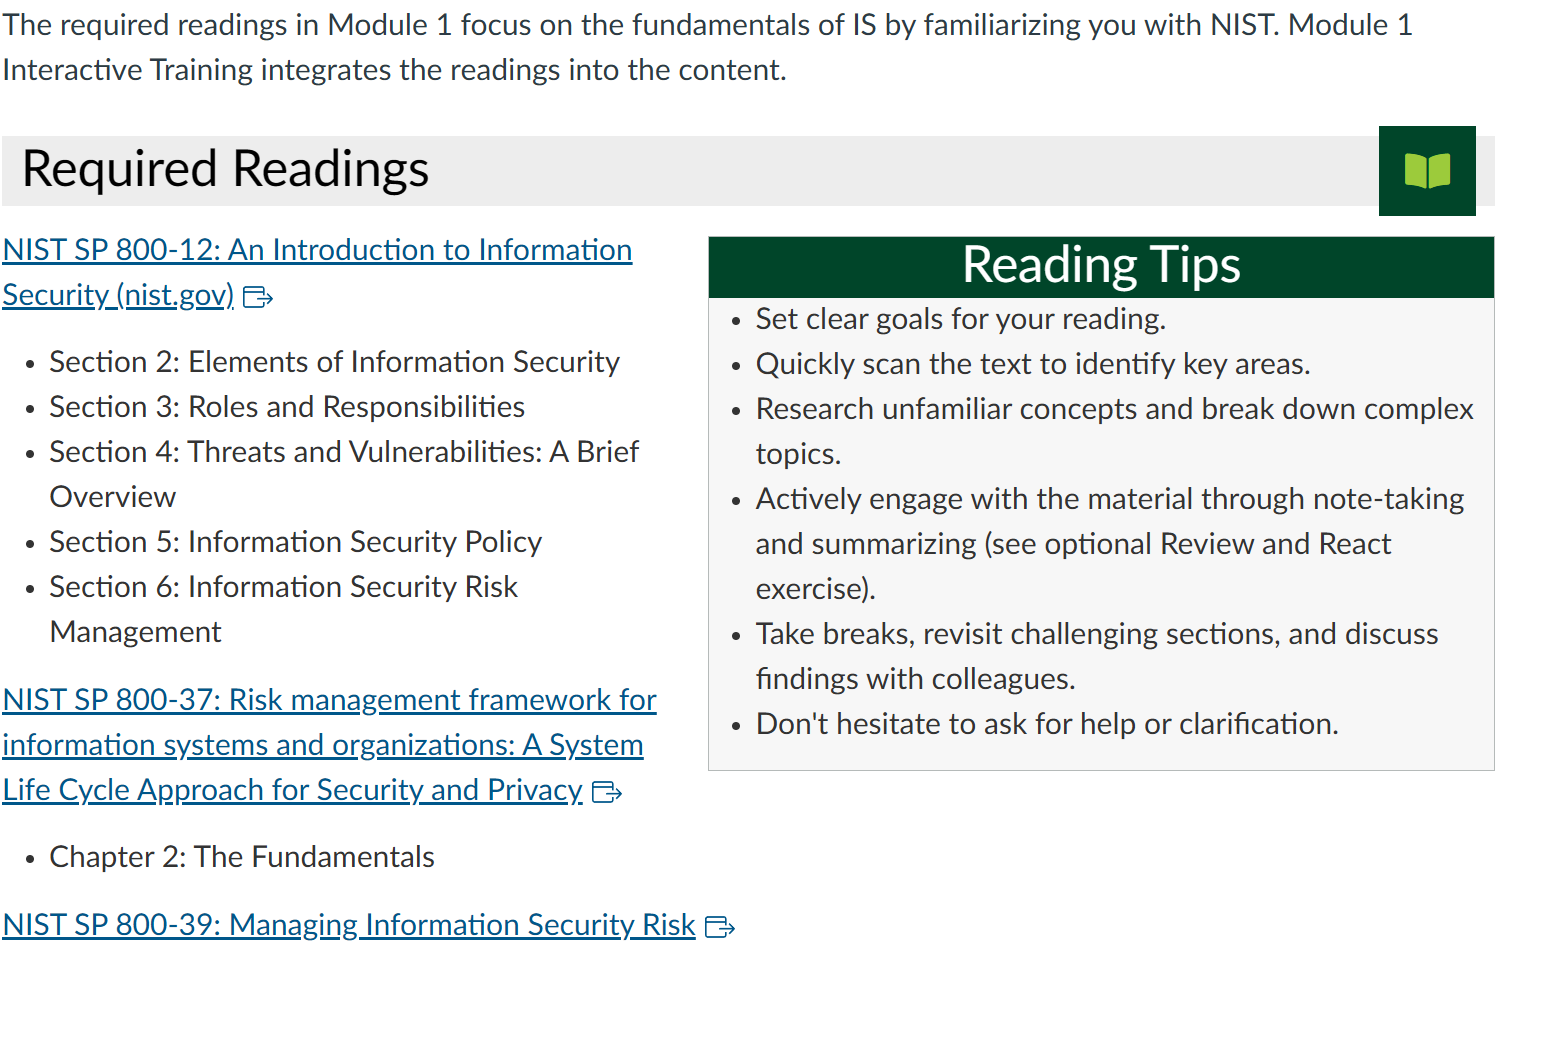 The required readings in Module 1 focus on the fundamentals of IS by familiarizing you with NIST. Module 1
Interactive Training integrates the readings into the content.
Required Readings
NIST SP 800-12: An Introduction to Information
Security (nist.gov)
• Section 2: Elements of Information Security
• Section 3: Roles and Responsibilities
• Section 4: Threats and Vulnerabilities: A Brief
Overview
• Section 5: Information Security Policy
• Section 6: Information Security Risk
Management
NIST SP 800-37: Risk management framework for
information systems and organizations: A System
Life Cycle Approach for Security and Privacy
• Chapter 2: The Fundamentals
NIST SP 800-39: Managing Information Security Risk
Reading Tips
• Set clear goals for your reading.
• Quickly scan the text to identify key areas.
• Research unfamiliar concepts and break down complex
topics.
• Actively engage with the material through note-taking
and summarizing (see optional Review and React
exercise).
• Take breaks, revisit challenging sections, and discuss
findings with colleagues.
• Don't hesitate to ask for help or clarification.